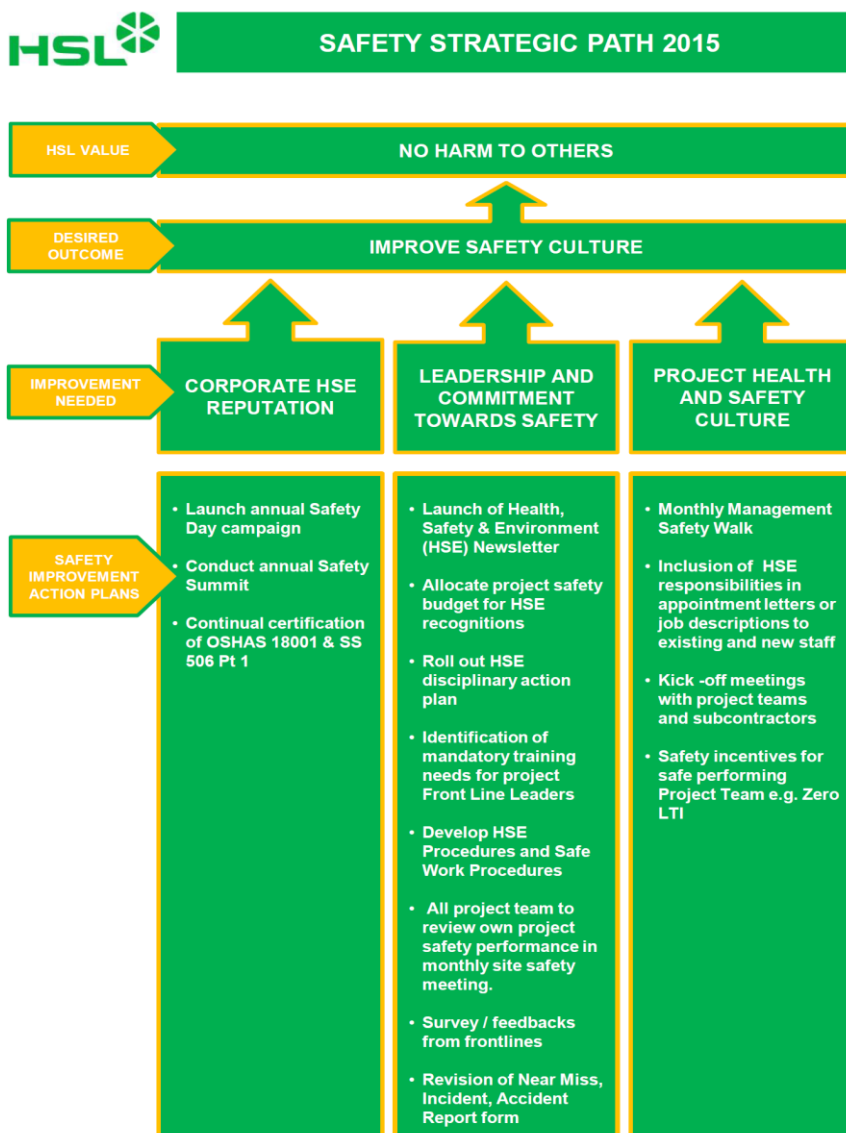 HSL
SAFETY STRATEGIC PATH 2015
HSL VALUE
NO HARM TO OTHERS
DESIRED
OUTCOME
IMPROVE SAFETY CULTURE
IMPROVEMENT
NEEDED
CORPORATE HSE
REPUTATION
LEADERSHIP AND
COMMITMENT
TOWARDS SAFETY
PROJECT HEALTH
AND SAFETY
CULTURE
SAFETY
IMPROVEMENT
ACTION PLANS
• Launch annual Safety
Day campaign
• Conduct annual Safety
Summit
• Continual certification
of OSHAS 18001 & SS
506 Pt 1
• Launch of Health,
Safety & Environment
(HSE) Newsletter
• Allocate project safety
budget for HSE
recognitions
• Roll out HSE
disciplinary action
plan
• Identification of
mandatory training
needs for project
Front Line Leaders
• Develop HSE
Procedures and Safe
Work Procedures
• All project team to
review own project
safety performance in
monthly site safety
meeting.
• Survey / feedbacks
from frontlines
• Revision of Near Miss,
Incident, Accident
Report form
• Monthly Management
Safety Walk
• Inclusion of HSE
responsibilities in
appointment letters or
job descriptions to
existing and new staff
• Kick -off meetings
with project teams
and subcontractors
• Safety incentives for
safe performing
Project Team e.g. Zero
LTI